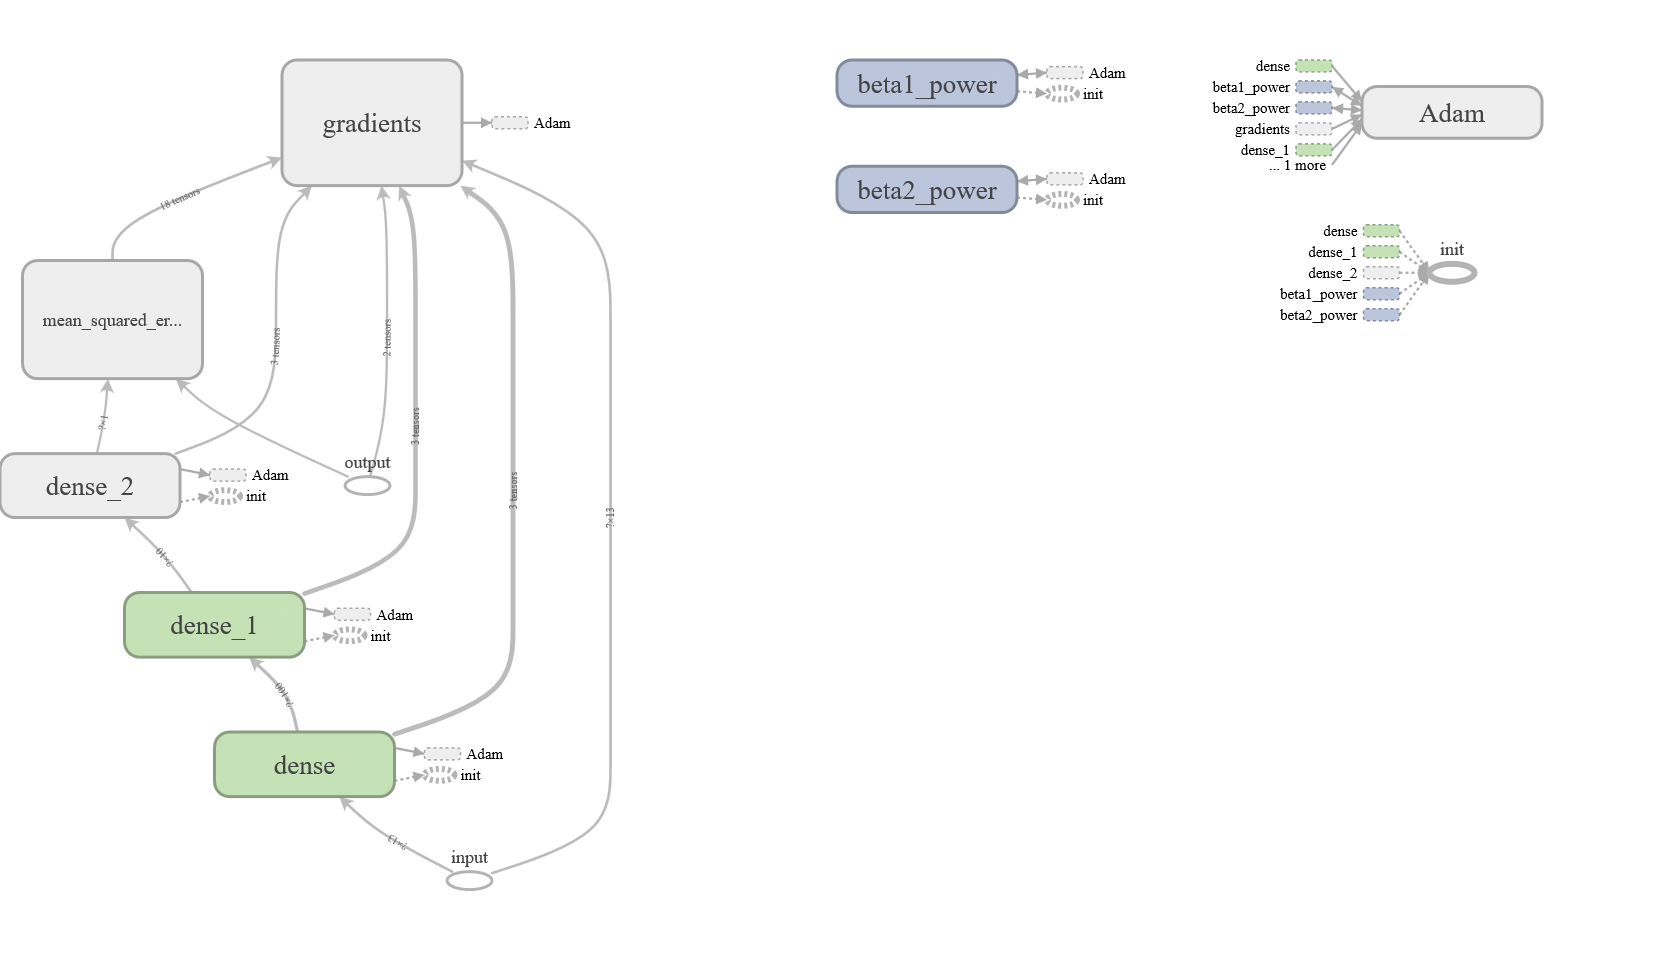 gradients
Adam
18 tensors
mean_squared_er...
3 tensors
2 tensors
3 tensors
3 tensors
?×13
?×1
output
dense_2
Adam
init
?×10
dense_1
Adam
init
?×100
dense
Adam
init
?×13
input
beta1_power
Adam
init
beta2_power
Adam
init
dense
beta1_power
beta2_power
gradients
dense_1
... 1 more
Adam
dense
dense_1
dense_2
beta1_power
beta2_power
init